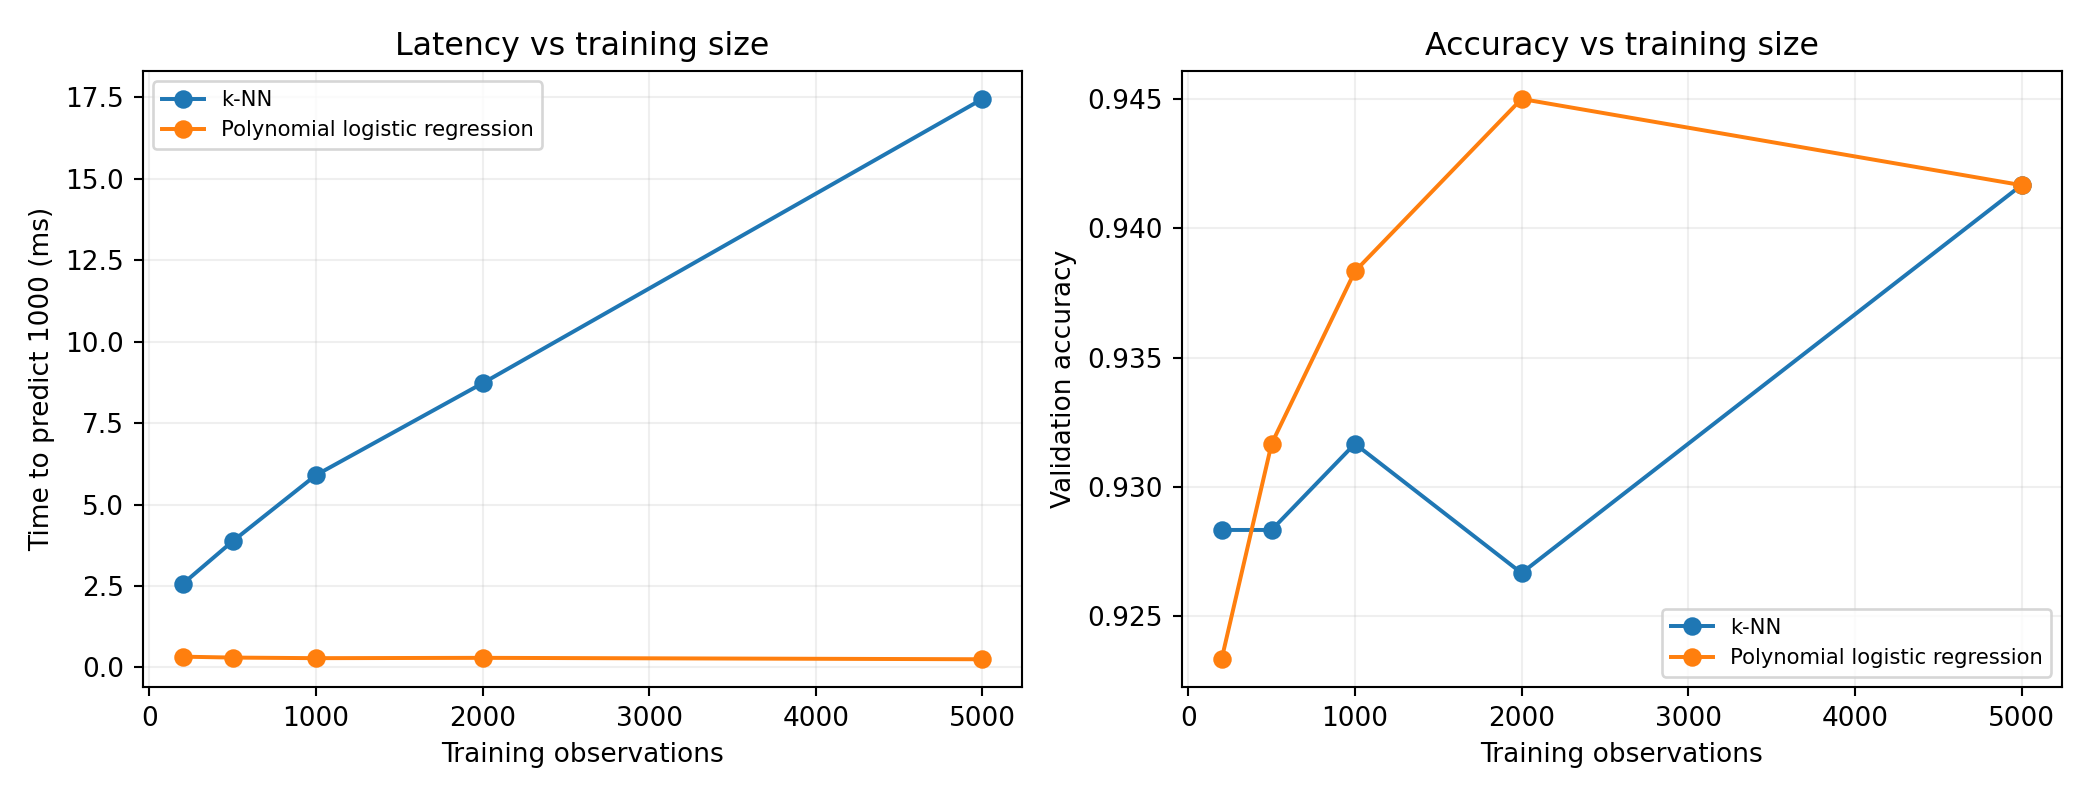 Latency vs training size
17.5
15.0
12.5
10.0
7.5
5.0
2.5
0.0
Time to predict 1000 (ms)
k-NN
Polynomial logistic regression
0
1000
2000
3000
4000
5000
Training observations
Accuracy vs training size
0.945
0.940
0.935
0.930
0.925
Validation accuracy
k-NN
Polynomial logistic regression
0
1000
2000
3000
4000
5000
Training observations